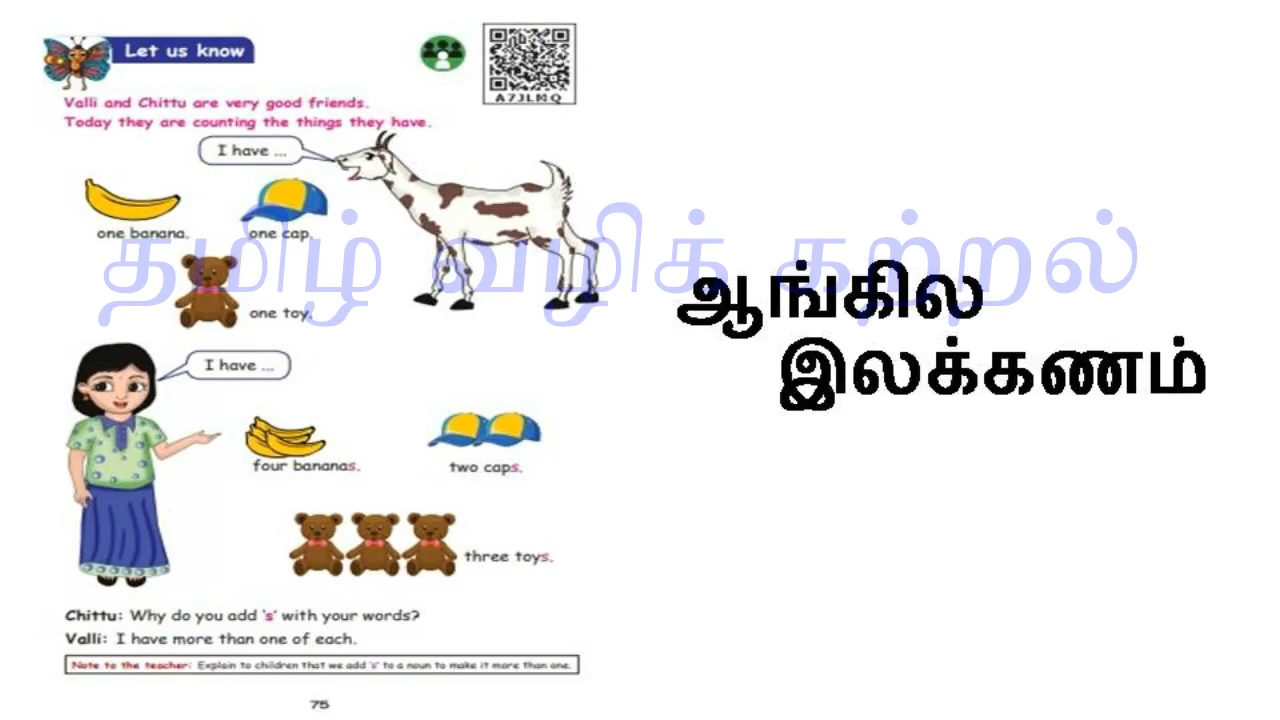 Let us know
A7JLMQ
Valli and Chittu are very good friends.
Today they are counting the things they have.
I have ...
one banana.
one cap.
one toy.
I have ...
four bananas.
two caps.
three toys.
Chittu: Why do you add 's' with your words?
Valli: I have more than one of each.
Note to the teacher: Explain to children that we add 's' to a noun to make it more than one.
75
தமிழ் வழிக் கற்றல்
ஆங்கில
இலக்கணம்